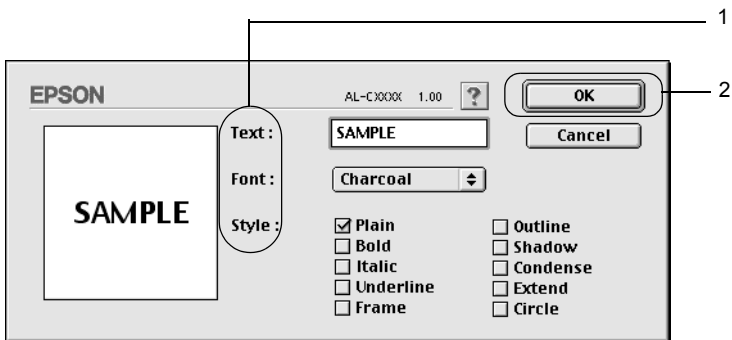 1
EPSON
AL-CXXXX 1.00 ? OK
2
Text : SAMPLE Cancel
Font : Charcoal
SAMPLE
Style : Plain Outline
Bold Shadow
Italic Condense
Underline Extend
Frame Circle